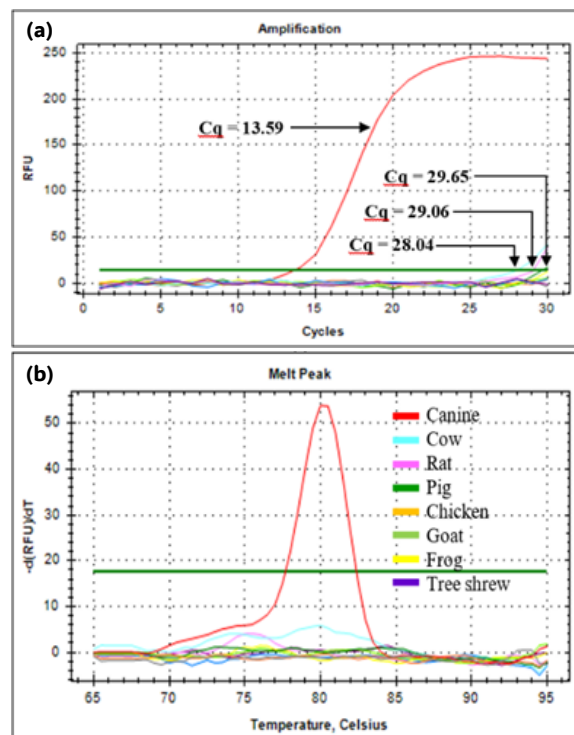 (a)
Amplification
250
200
150
100
50
0
RFU
Cq = 13.59
Cq = 29.65
Cq = 29.06
Cq = 28.04
0 5 10 15 20 25 30
Cycles
(b)
Melt Peak
50
40
30
20
10
0
-d(RFU)/dT
Canine
Cow
Rat
Pig
Chicken
Goat
Frog
Tree shrew
65 70 75 80 85 90 95
Temperature, Celsius